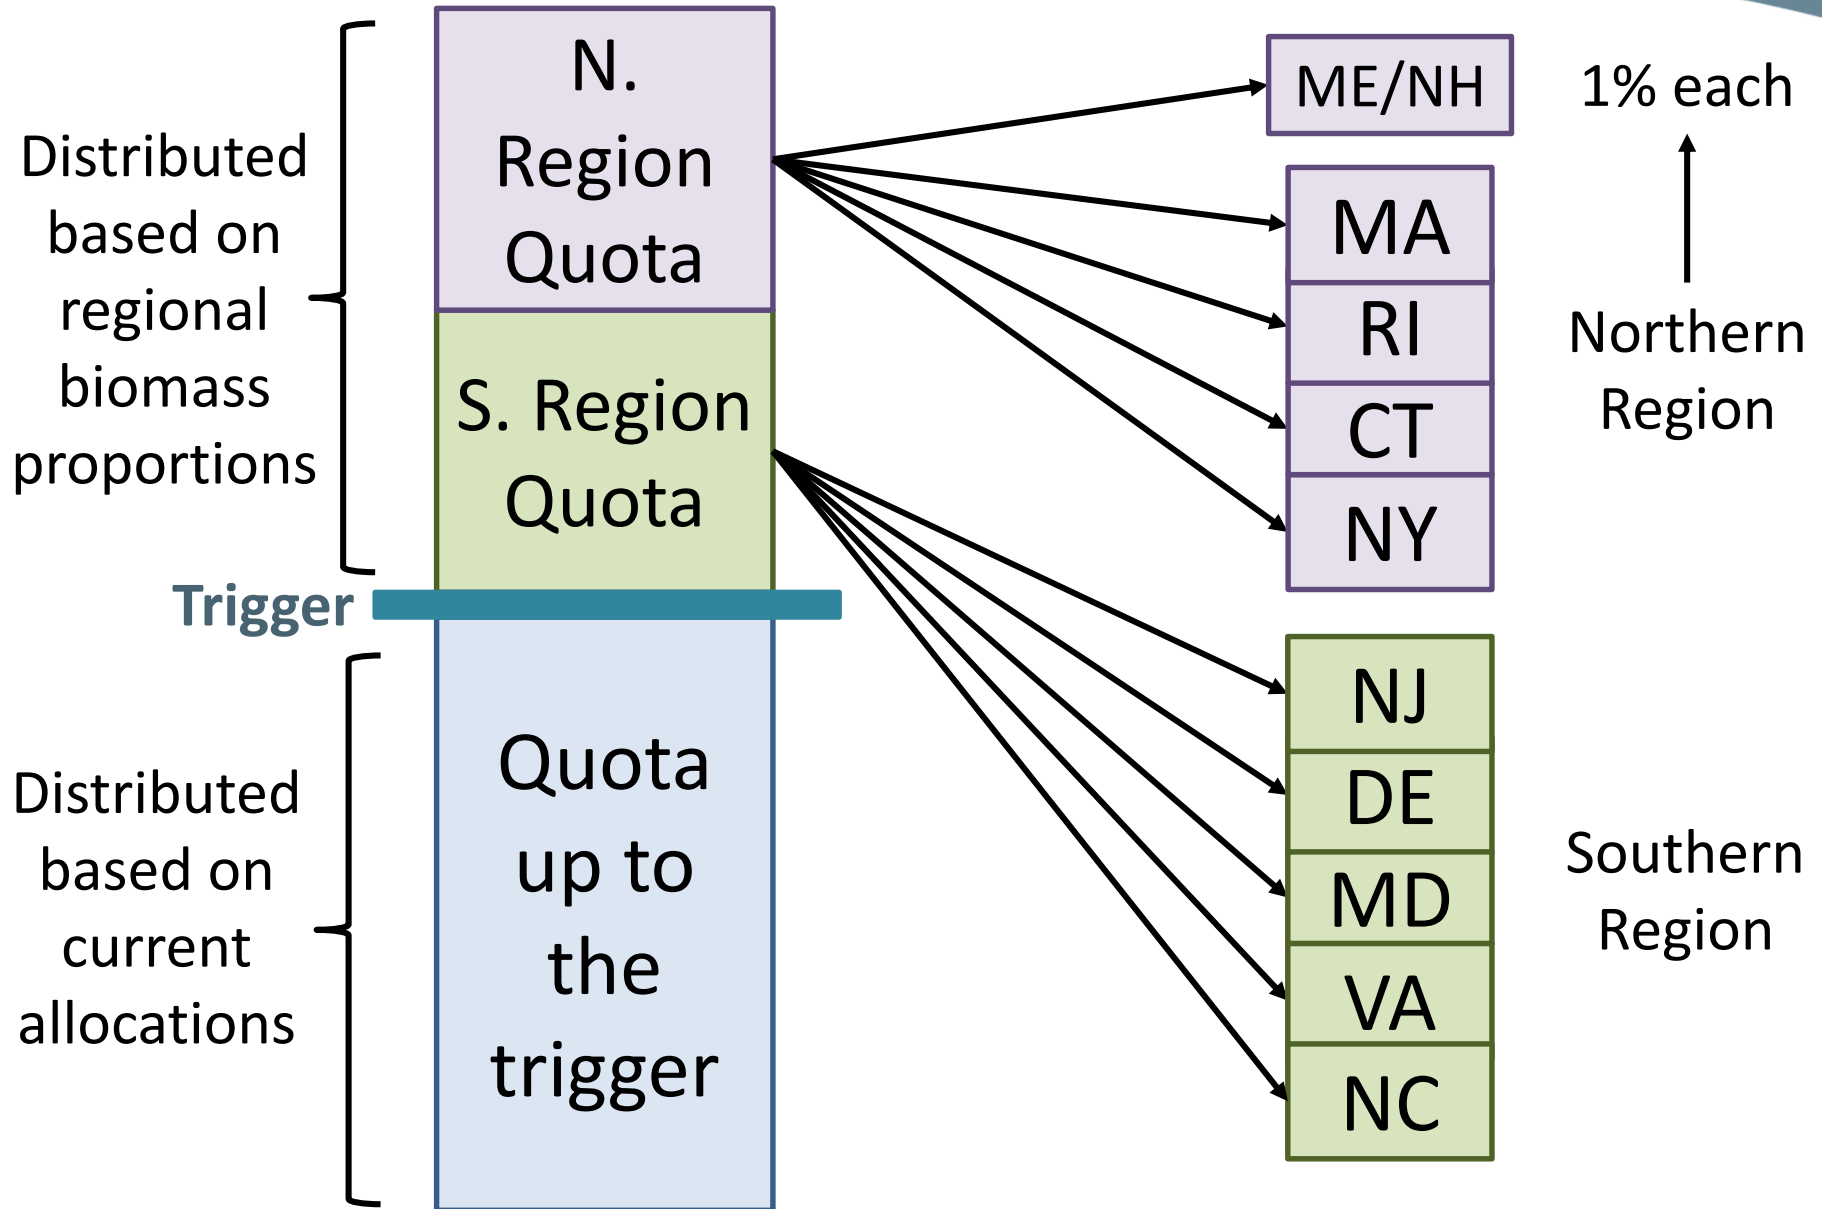 Distributed
based on
regional
biomass
proportions
N.
Region
Quota
S. Region
Quota
Trigger
Distributed
based on
current
allocations
Quota
up to
the
trigger
ME/NH
1% each
MA
RI
CT
NY
Northern
Region
NJ
DE
MD
VA
NC
Southern
Region